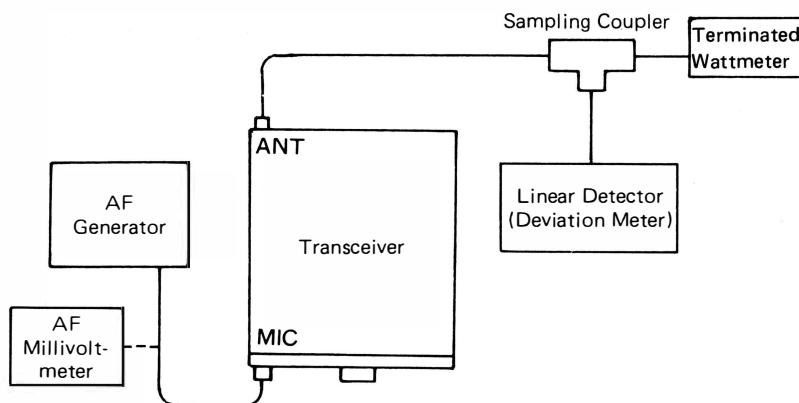 Sampling Coupler
Terminated
Wattmeter
ANT
AF
Generator
Linear Detector
(Deviation Meter)
Transceiver
AF
Millivolt-
meter
MIC